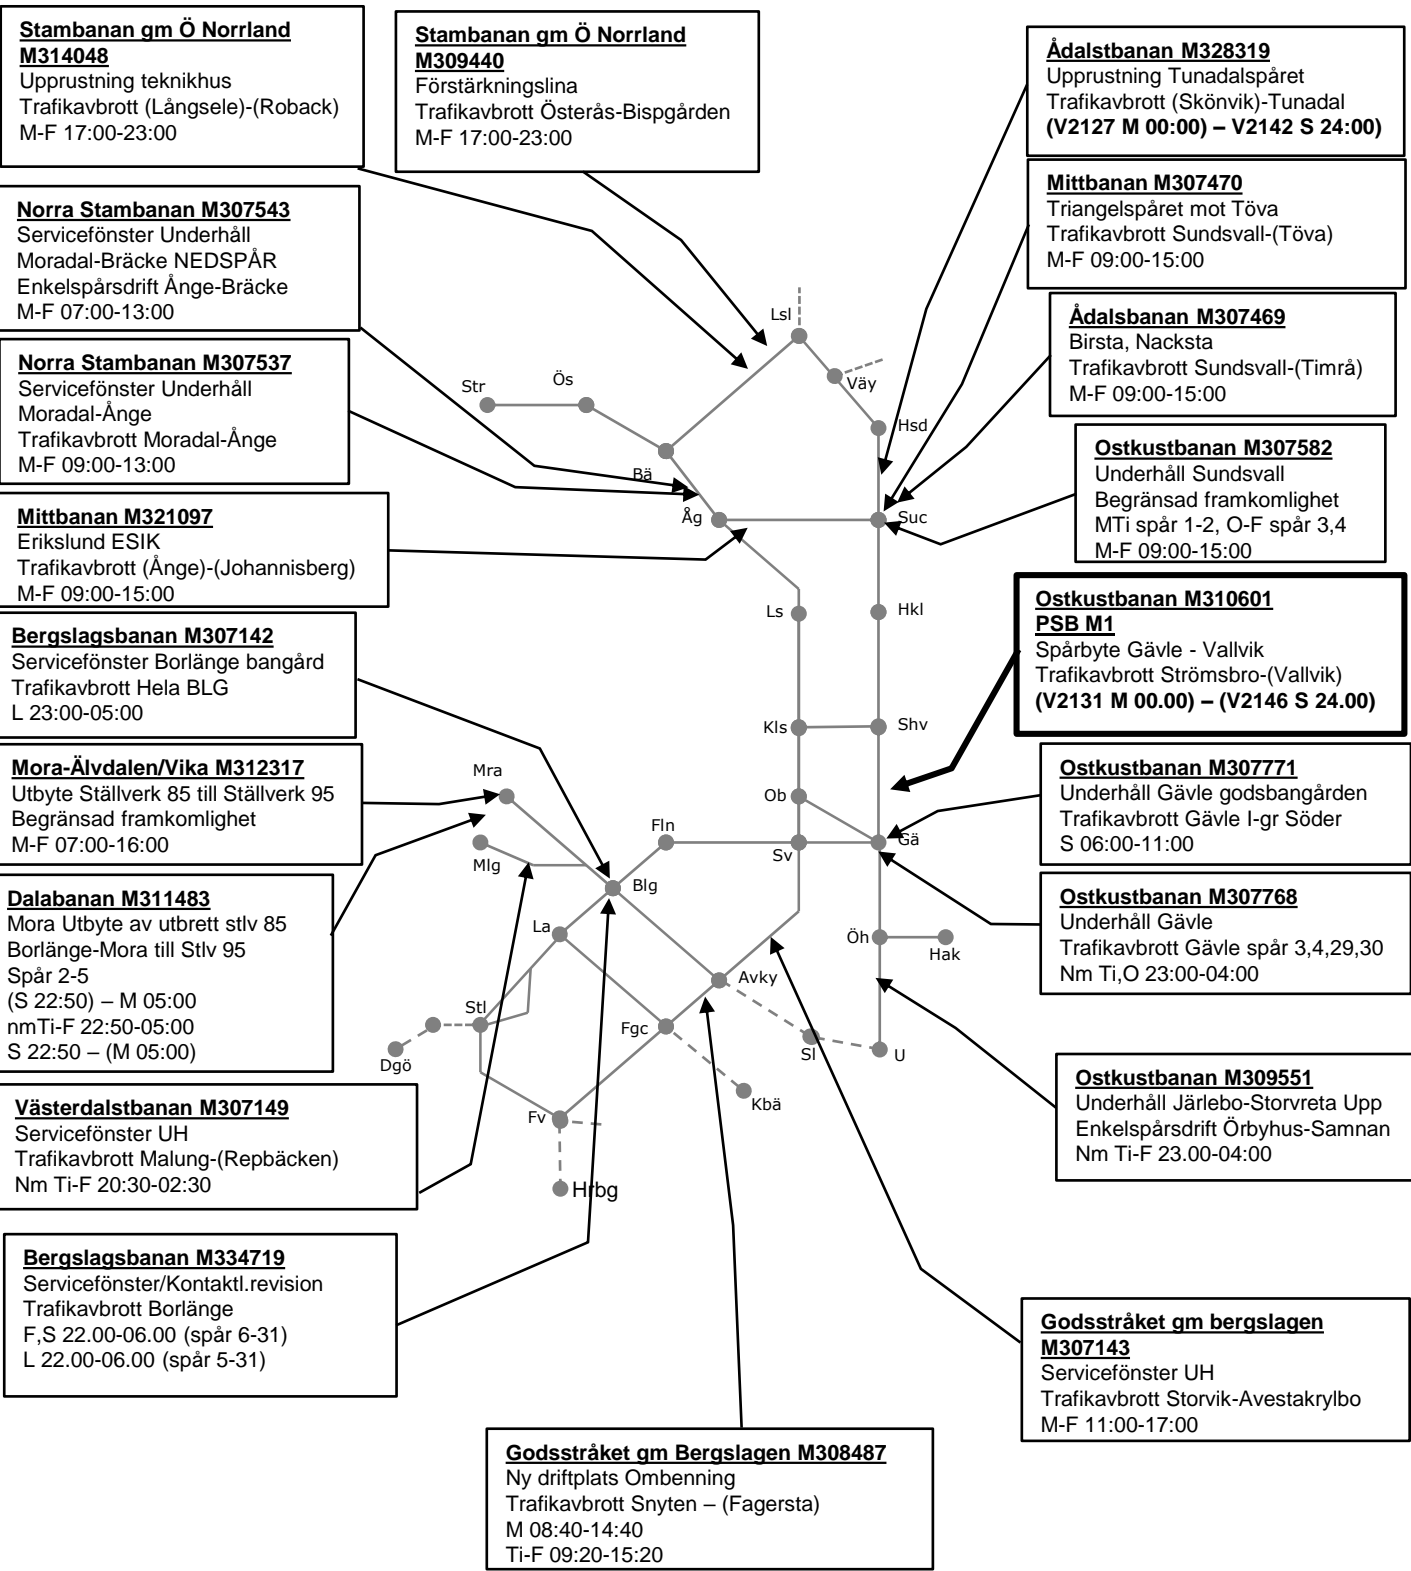 Stambanan gm Ö Norrland
M314048
Upprustning teknikhus
Trafikavbrott (Långsele)-(Roback)
M-F 17:00-23:00
Stambanan gm Ö Norrland
M309440
Förstärkningslina
Trafikavbrott Österås-Bispgården
M-F 17:00-23:00
Ådalstbanan M328319
Upprustning Tunadalspåret
Trafikavbrott (Skönvik)-Tunadal
(V2127 M 00:00) – V2142 S 24:00)
Norra Stambanan M307543
Servicefönster Underhåll
Moradal-Bräcke NEDSPÅR
Enkelspårsdrift Ånge-Bräcke
M-F 07:00-13:00
Mittbanan M307470
Triangelspåret mot Töva
Trafikavbrott Sundsvall-(Töva)
M-F 09:00-15:00
Norra Stambanan M307537
Servicefönster Underhåll
Moradal-Ånge
Trafikavbrott Moradal-Ånge
M-F 09:00-13:00
Ådalsbanan M307469
Birsta, Nacksta
Trafikavbrott Sundsvall-(Timrå)
M-F 09:00-15:00
Mittbanan M321097
Erikslund ESIK
Trafikavbrott (Ånge)-(Johannisberg)
M-F 09:00-15:00
Ostkustbanan M307582
Underhåll Sundsvall
Begränsad framkomlighet
MTi spår 1-2, O-F spår 3,4
M-F 09:00-15:00
Bergslagsbanan M307142
Servicefönster Borlänge bangård
Trafikavbrott Hela BLG
L 23:00-05:00
Ostkustbanan M310601
PSB M1
Spårbyte Gävle - Vallvik
Trafikavbrott Strömsbro-(Vallvik)
(V2131 M 00.00) – (V2146 S 24.00)
Mora-Älvdalen/Vika M312317
Utbyte Ställverk 85 till Ställverk 95
Begränsad framkomlighet
M-F 07:00-16:00
Ostkustbanan M307771
Underhåll Gävle godsbangården
Trafikavbrott Gävle I-gr Söder
S 06:00-11:00
Dalabanan M311483
Mora Utbyte av utbrett stlv 85
Borlänge-Mora till Stlv 95
Spår 2-5
(S 22:50) – M 05:00
nmTi-F 22:50-05:00
S 22:50 – (M 05:00)
Ostkustbanan M307768
Underhåll Gävle
Trafikavbrott Gävle spår 3,4,29,30
Nm Ti,O 23:00-04:00
Västerdalstbanan M307149
Servicefönster UH
Trafikavbrott Malung-(Repbäcken)
Nm Ti-F 20:30-02:30
Ostkustbanan M309551
Underhåll Järlebo-Storvreta Upp
Enkelspårsdrift Örbyhus-Samnan
Nm Ti-F 23.00-04:00
Bergslagsbanan M334719
Servicefönster/Kontaktl.revision
Trafikavbrott Borlänge
F,S 22.00-06.00 (spår 6-31)
L 22.00-06.00 (spår 5-31)
Godsstråket gm bergslagen
M307143
Servicefönster UH
Trafikavbrott Storvik-Avestakrylbo
M-F 11:00-17:00
Godsstråket gm Bergslagen M308487
Ny driftplats Ombenning
Trafikavbrott Snyten – (Fagersta)
M 08:40-14:40
Ti-F 09:20-15:20
Lsl
Väy
Str
Ös
Hsd
Bä
Åg
Suc
Ls
Hkl
Kls
Shv
Mra
Ob
Fln
Sv
Gä
Mlg
Blg
La
Öh
Hak
Avky
Stl
Fgc
Sl
U
Dgö
Kbä
Fv
Hrbg